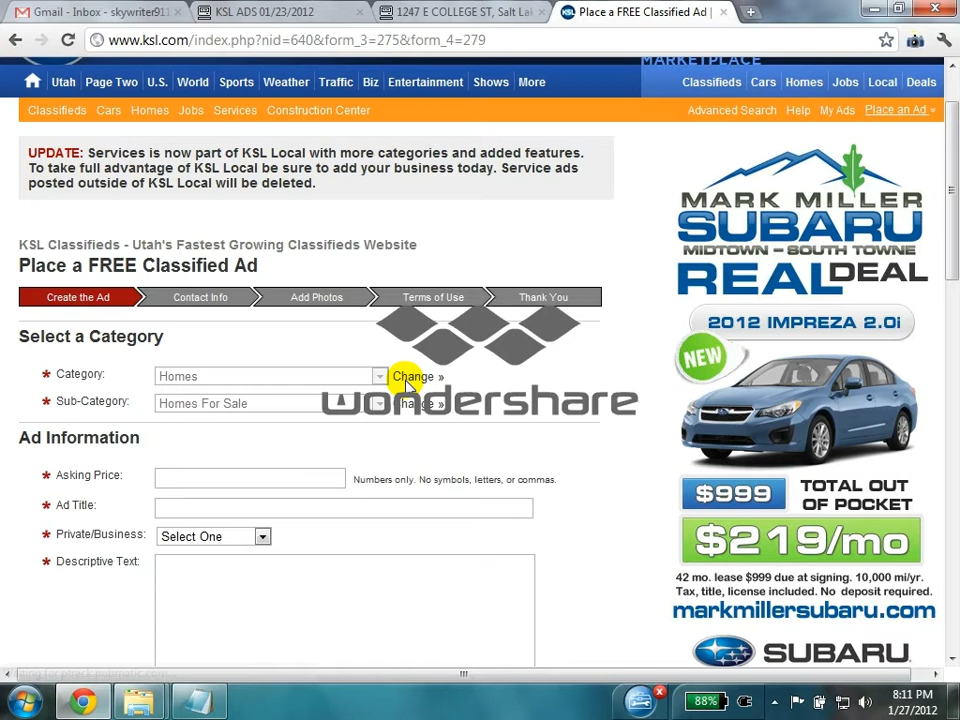 Gmail - Inbox - skywriter911
KSL ADS 01/23/2012
1247 E COLLEGE ST, Salt Lak
Place a FREE Classified Ad |
www.ksl.com/index.php?nid=640&form_3=275&form_4=279
MARKETPLACE
Utah Page Two U.S. World Sports Weather Traffic Biz Entertainment Shows More
Classifieds Cars Homes Jobs Local Deals
Classifieds Cars Homes Jobs Services Construction Center
Advanced Search Help My Ads Place an Ad
UPDATE: Services is now part of KSL Local with more categories and added features.
To take full advantage of KSL Local be sure to add your business today. Service ads
posted outside of KSL Local will be deleted.
KSL Classifieds - Utah's Fastest Growing Classifieds Website
Place a FREE Classified Ad
Create the Ad Contact Info Add Photos Terms of Use Thank You
Select a Category
* Category: Homes Change »
* Sub-Category: Homes For Sale Change »
wondershare
Ad Information
* Asking Price: Numbers only. No symbols, letters, or commas.
* Ad Title:
* Private/Business: Select One
* Descriptive Text:
MARK MILLER
SUBARU
MIDTOWN - SOUTH TOWNE
REAL DEAL
2012 IMPREZA 2.0i
NEW
$999 TOTAL OUT
OF POCKET
$219/mo
42 mo. lease $999 due at signing. 10,000 mi/yr.
Tax, title, license included. No deposit required.
markmillersubaru.com
SUBARU
88%
8:11 PM
1/27/2012